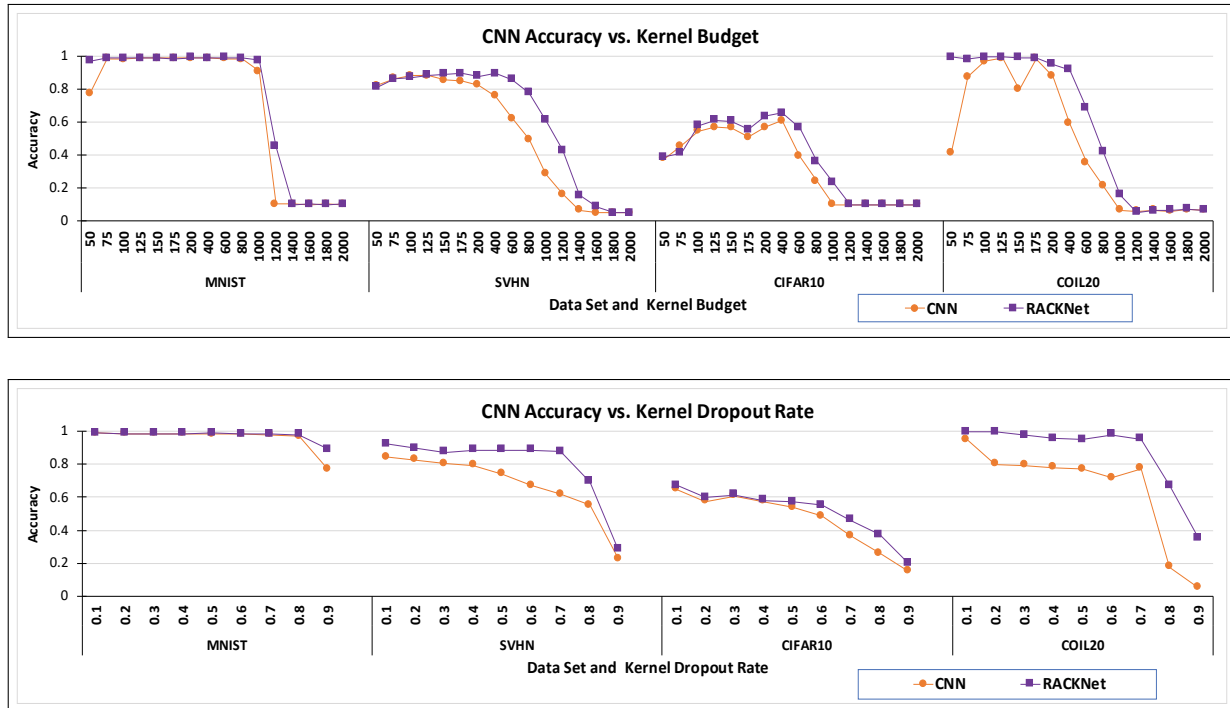 CNN Accuracy vs. Kernel Budget
Accuracy
1
0.8
0.6
0.4
0.2
0
50 75 100 125 150 175 200 400 600 800 1000 1200 1400 1600 1800 2000
50 75 100 125 150 175 200 400 600 800 1000 1200 1400 1600 1800 2000
50 75 100 125 150 175 200 400 600 800 1000 1200 1400 1600 1800 2000
50 75 100 125 150 175 200 400 600 800 1000 1200 1400 1600 1800 2000
MNIST SVHN CIFAR10 COIL20
Data Set and Kernel Budget
CNN RACKNet
CNN Accuracy vs. Kernel Dropout Rate
Accuracy
1
0.8
0.6
0.4
0.2
0
0.1 0.2 0.3 0.4 0.5 0.6 0.7 0.8 0.9
0.1 0.2 0.3 0.4 0.5 0.6 0.7 0.8 0.9
0.1 0.2 0.3 0.4 0.5 0.6 0.7 0.8 0.9
0.1 0.2 0.3 0.4 0.5 0.6 0.7 0.8 0.9
MNIST SVHN CIFAR10 COIL20
Data Set and Kernel Dropout Rate
CNN RACKNet